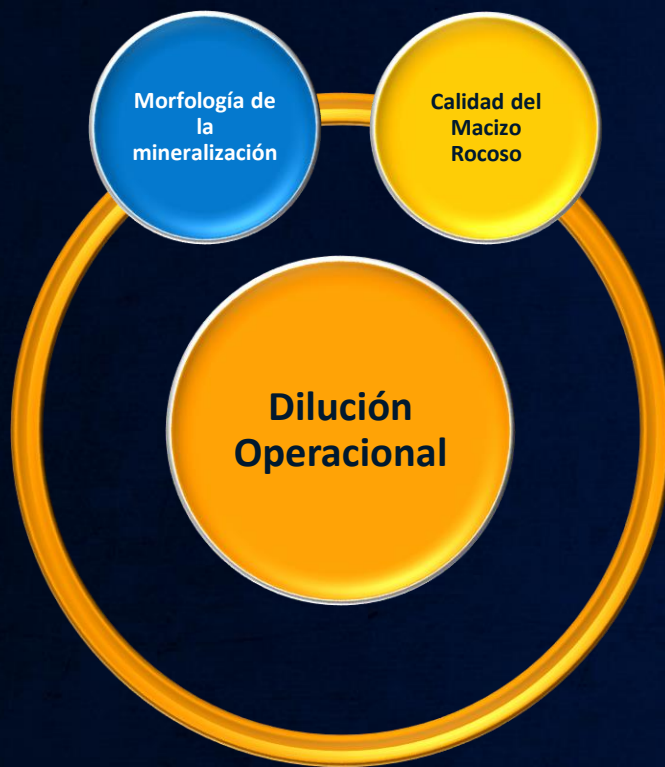 Morfología de
la
mineralización
Calidad del
Macizo
Rocoso
Dilución
Operacional